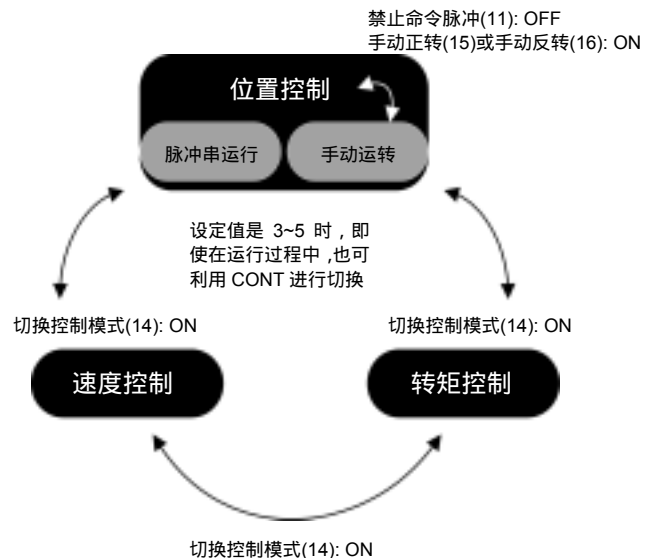 禁止命令脉冲(11): OFF
手动正转(15)或手动反转(16): ON
位置控制
脉冲串运行
手动运转
设定值是 3~5 时，即
使在运行过程中,也可
利用 CONT 进行切换
切换控制模式(14): ON
切换控制模式(14): ON
速度控制
转矩控制
切换控制模式(14): ON